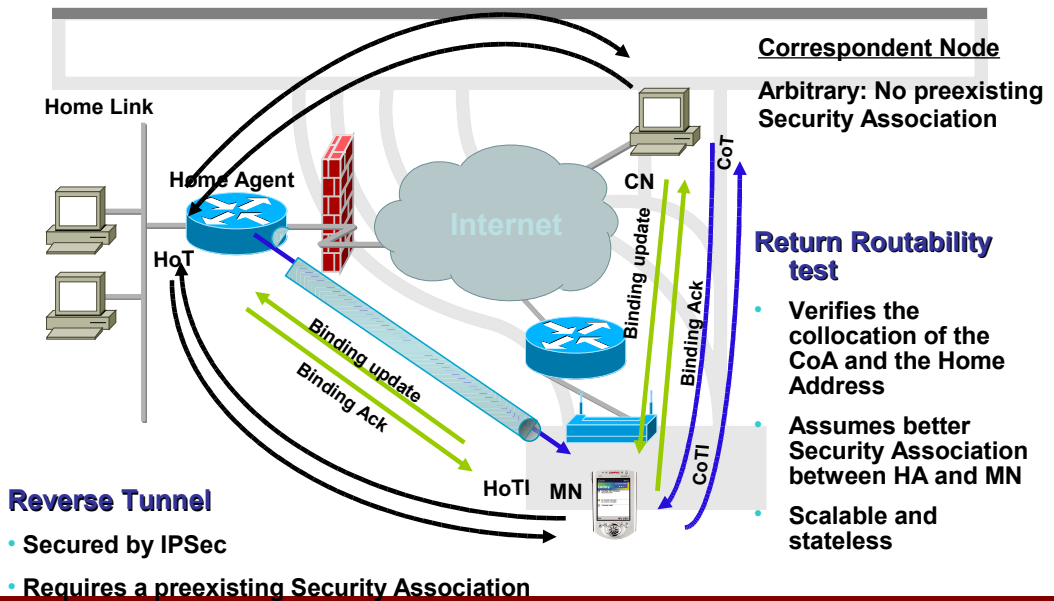 Correspondent Node
Arbitrary: No preexisting
Security Association
Home Link
Home Agent
CN
CoT
Internet
HoT
Binding update
Binding Ack
Binding update
Binding Ack
Return Routability
test
• Verifies the
collocation of the
CoA and the Home
Address
• Assumes better
Security Association
between HA and MN
• Scalable and
stateless
CoTI
HoTI
MN
Reverse Tunnel
• Secured by IPSec
• Requires a preexisting Security Association